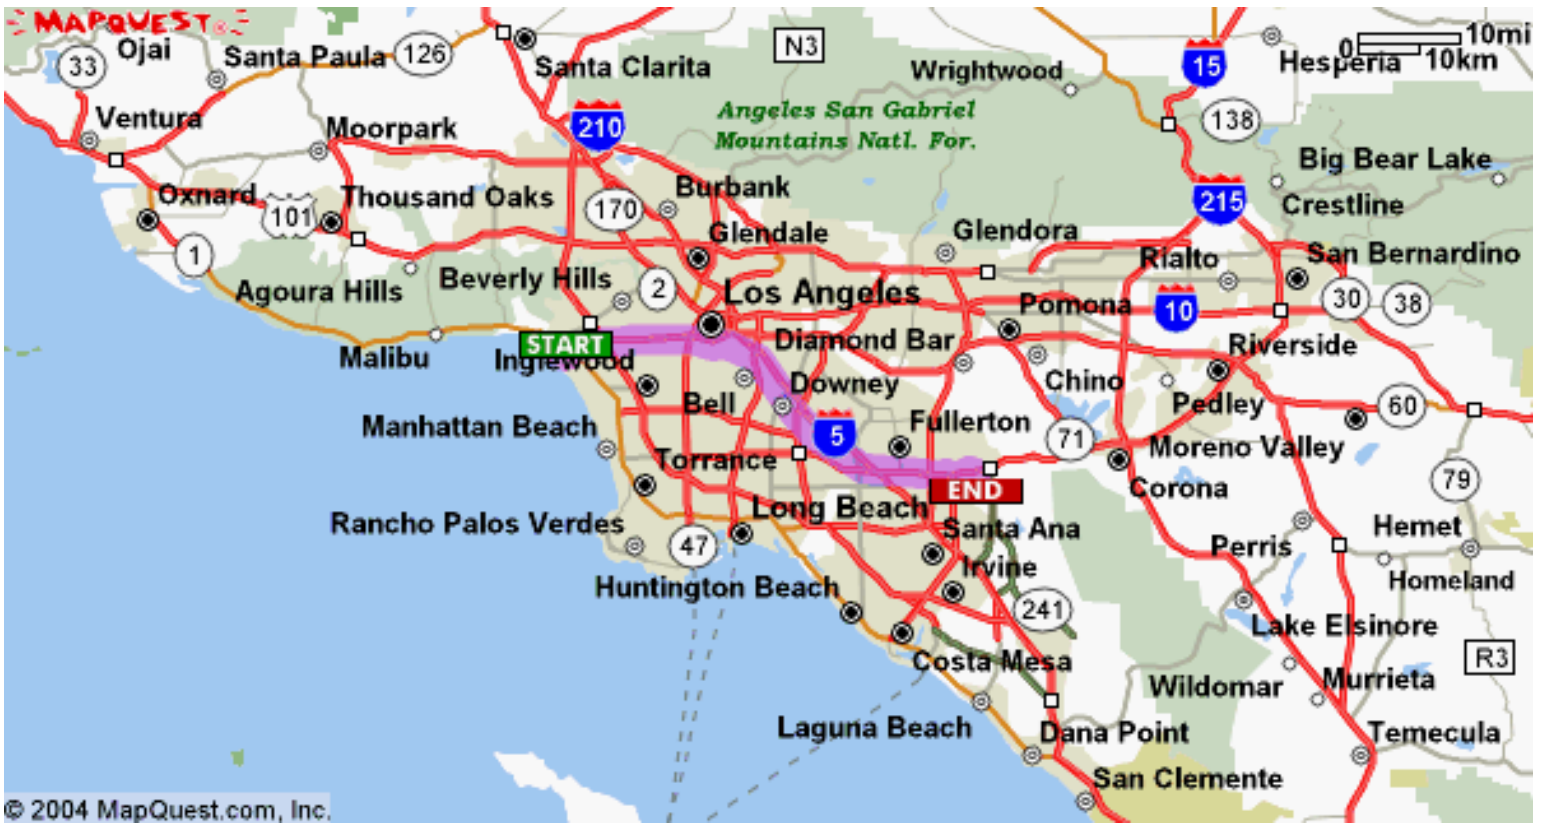 MAPQUEST®
Ojai
33
Santa Paula
126
Santa Clarita
N3
Wrightwood
15
Hesperia
0 10mi
10km
Ventura
Moorpark
210
Angeles San Gabriel
Mountains Natl. For.
138
Big Bear Lake
Oxnard
101
Thousand Oaks
170
Burbank
215
Crestline
1
Glendale
Glendora
Rialto
San Bernardino
Agoura Hills
Beverly Hills
2
Los Angeles
Pomona
10
30
38
Malibu
START
Inglewood
Diamond Bar
Riverside
Downey
Chino
Bell
Pedley
60
Manhattan Beach
5
Fullerton
71
Moreno Valley
Torrance
79
END
Corona
Rancho Palos Verdes
Long Beach
47
Santa Ana
Perris
Hemet
Irvine
Homeland
Huntington Beach
241
Lake Elsinore
R3
Costa Mesa
Wildomar
Murrieta
Laguna Beach
Dana Point
Temecula
San Clemente
© 2004 MapQuest.com, Inc.